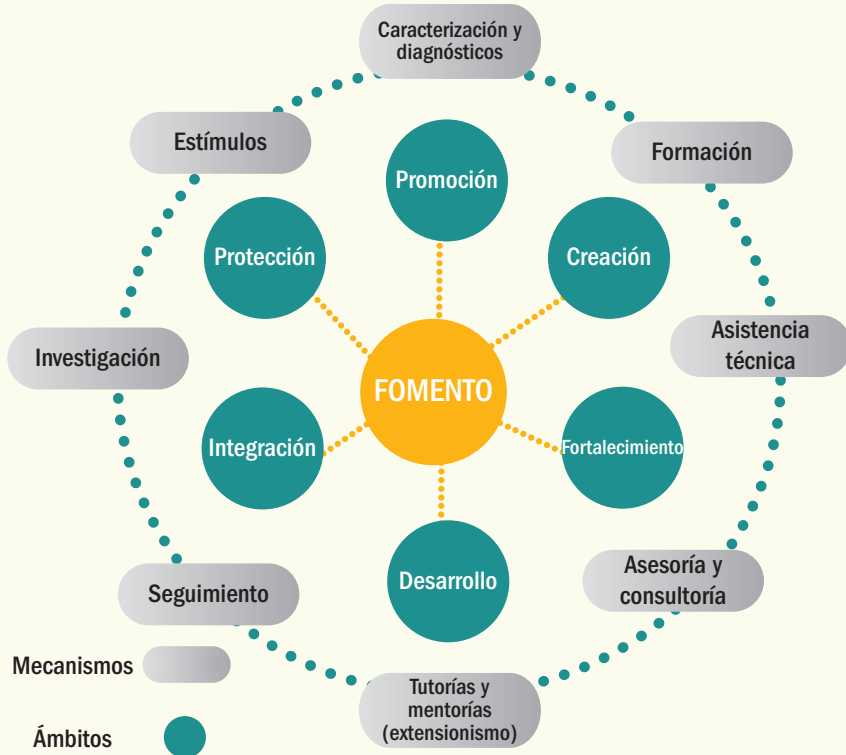 Caracterización y
diagnósticos
Estímulos
Formación
Promoción
Protección
Creación
Investigación
Asistencia
técnica
FOMENTO
Integración
Fortalecimiento
Desarrollo
Seguimiento
Asesoría y
consultoría
Tutorías y
mentorías
(extensionismo)
Mecanismos
Ámbitos